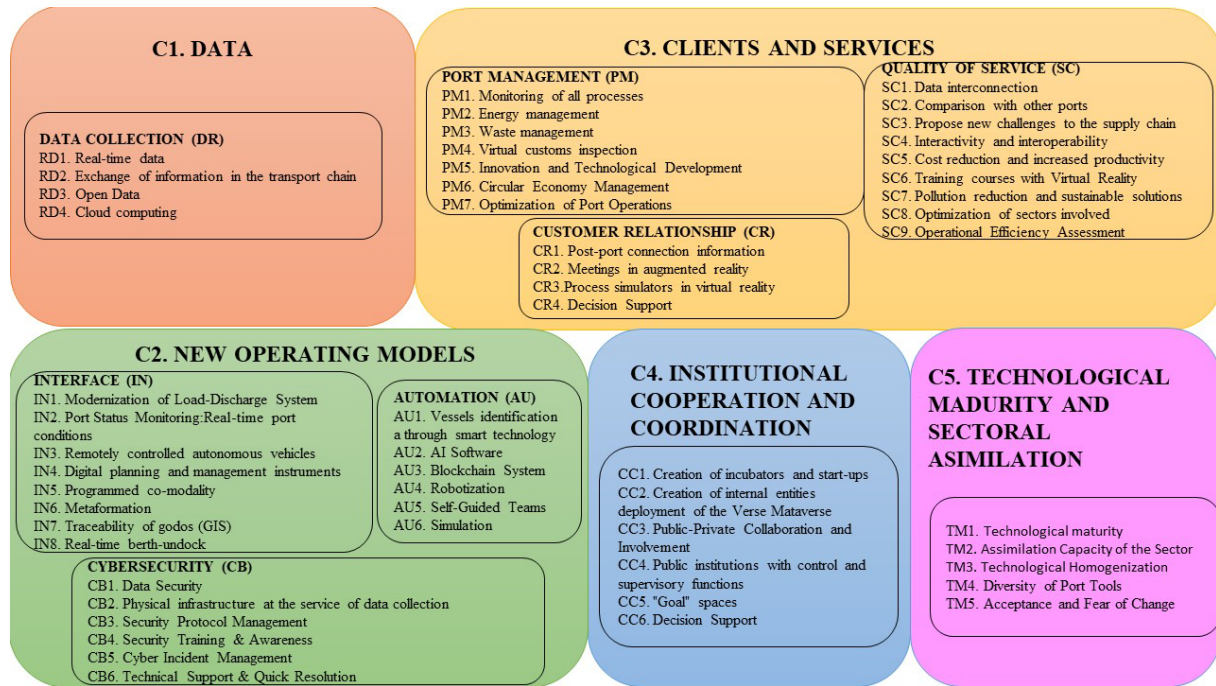 C1. DATA
DATA COLLECTION (DR)
RD1. Real-time data
RD2. Exchange of information in the transport chain
RD3. Open Data
RD4. Cloud computing
C3. CLIENTS AND SERVICES
PORT MANAGEMENT (PM)
PM1. Monitoring of all processes
PM2. Energy management
PM3. Waste management
PM4. Virtual customs inspection
PM5. Innovation and Technological Development
PM6. Circular Economy Management
PM7. Optimization of Port Operations
QUALITY OF SERVICE (SC)
SC1. Data interconnection
SC2. Comparison with other ports
SC3. Propose new challenges to the supply chain
SC4. Interactivity and interoperability
SC5. Cost reduction and increased productivity
SC6. Training courses with Virtual Reality
SC7. Pollution reduction and sustainable solutions
SC8. Optimization of sectors involved
SC9. Operational Efficiency Assessment
CUSTOMER RELATIONSHIP (CR)
CR1. Post-port connection information
CR2. Meetings in augmented reality
CR3.Process simulators in virtual reality
CR4. Decision Support
C2. NEW OPERATING MODELS
INTERFACE (IN)
IN1. Modernization of Load-Discharge System
IN2. Port Status Monitoring:Real-time port
conditions
IN3. Remotely controlled autonomous vehicles
IN4. Digital planning and management instruments
IN5. Programmed co-modality
IN6. Metaformation
IN7. Traceability of godos (GIS)
IN8. Real-time berth-undock
AUTOMATION (AU)
AU1. Vessels identification
a through smart technology
AU2. AI Software
AU3. Blockchain System
AU4. Robotization
AU5. Self-Guided Teams
AU6. Simulation
CYBERSECURITY (CB)
CB1. Data Security
CB2. Physical infrastructure at the service of data collection
CB3. Security Protocol Management
CB4. Security Training & Awareness
CB5. Cyber Incident Management
CB6. Technical Support & Quick Resolution
C4. INSTITUTIONAL
COOPERATION AND
COORDINATION
CC1. Creation of incubators and start-ups
CC2. Creation of internal entities
deployment of the Verse Mataverse
CC3. Public-Private Collaboration and
Involvement
CC4. Public institutions with control and
supervisory functions
CC5. "Goal" spaces
CC6. Decision Support
C5. TECHNOLOGICAL
MADURITY AND
SECTORAL
ASIMILATION
TM1. Technological maturity
TM2. Assimilation Capacity of the Sector
TM3. Technological Homogenization
TM4. Diversity of Port Tools
TM5. Acceptance and Fear of Change